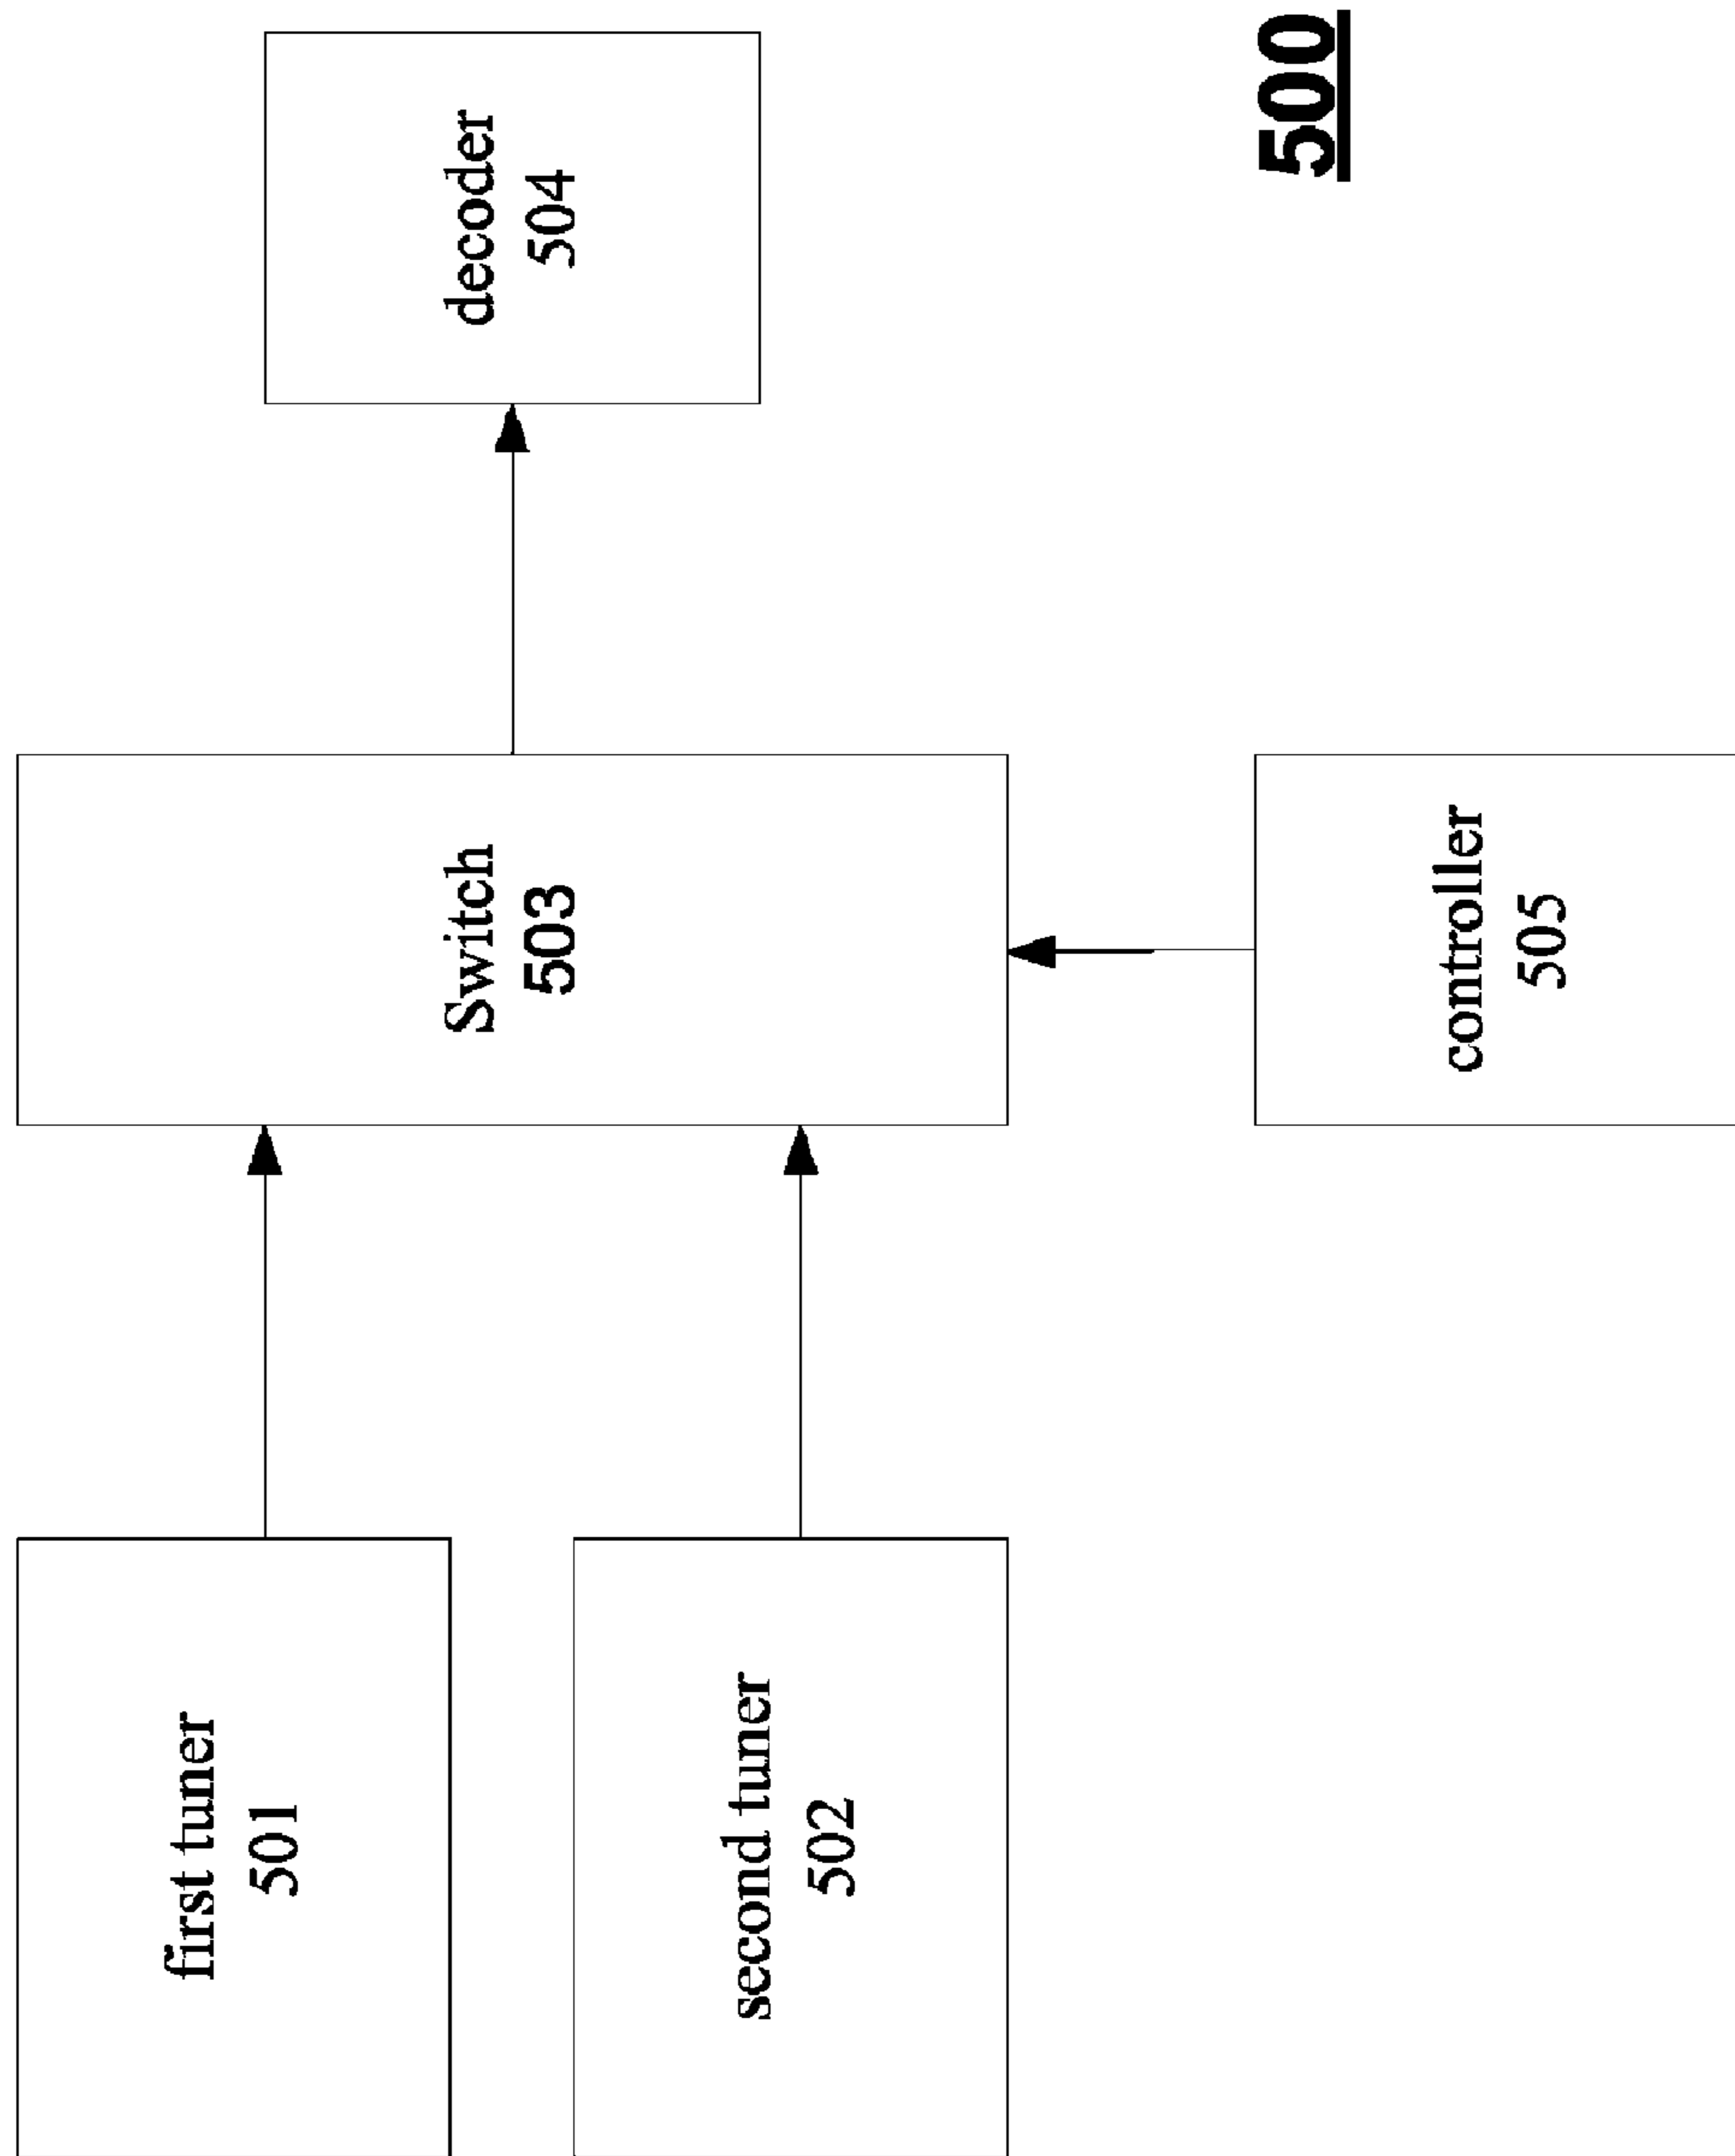 first tuner
501
second tuner
502
Switch
503
decoder
504
controller
505
500